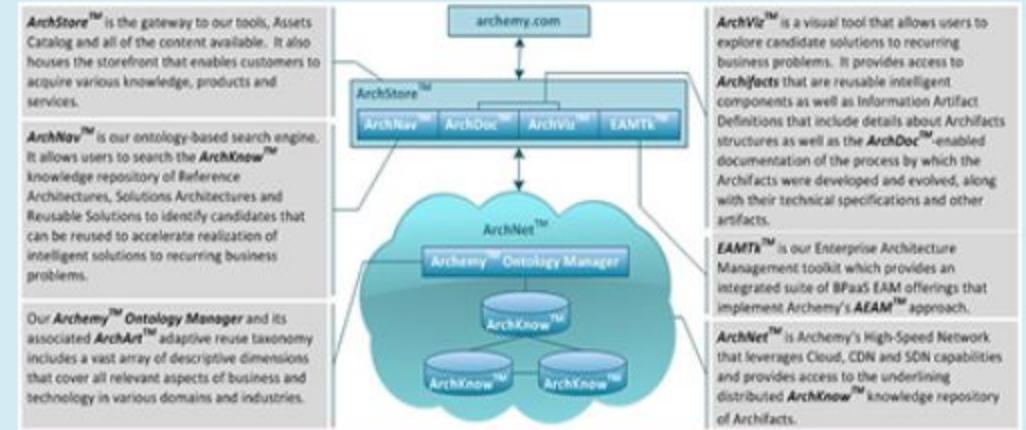 ArchStore™ is the gateway to our tools, Assets
Catalog and all of the content available. It also
houses the storefront that enables customers to
acquire various knowledge, products and
services.
ArchNav™ is our ontology-based search engine.
It allows users to search the ArchKnow™
knowledge repository of Reference
Architectures, Solutions Architectures and
Reusable Solutions to identify candidates that
can be reused to accelerate realization of
intelligent solutions to recurring business
problems.
Our Archemy™ Ontology Manager and its
associated ArchArt™ adaptive reuse taxonomy
includes a vast array of descriptive dimensions
that cover all relevant aspects of business and
technology in various domains and industries.
archemy.com
ArchStore™
ArchNav™ ArchDoc™ ArchViz™ EAMTk™
ArchNet™
Archemy™ Ontology Manager
ArchKnow™
ArchKnow™ ArchKnow™
ArchViz™ is a visual tool that allows users to
explore candidate solutions to recurring
business problems. It provides access to
Archifacts that are reusable intelligent
components as well as Information Artifact
Definitions that include details about Archifacts
structures as well as the ArchDoc™-enabled
documentation of the process by which the
Archifacts were developed and evolved, along
with their technical specifications and other
artifacts.
EAMTk™ is our Enterprise Architecture
Management toolkit which provides an
integrated suite of BPaaS EAM offerings that
implement Archemy's AEAM™ approach.
ArchNet™ is Archemy's High-Speed Network
that leverages Cloud, CDN and SDN capabilities
and provides access to the underlining
distributed ArchKnow™ knowledge repository
of Archifacts.